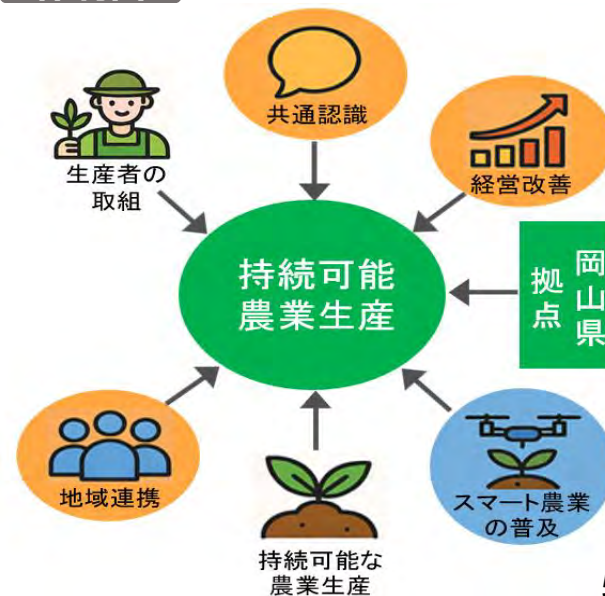 共通認識
生産者の
取組
経営改善
持続可能
農業生産
岡山県
拠点
地域連携
スマート農業
の普及
持続可能な
農業生産